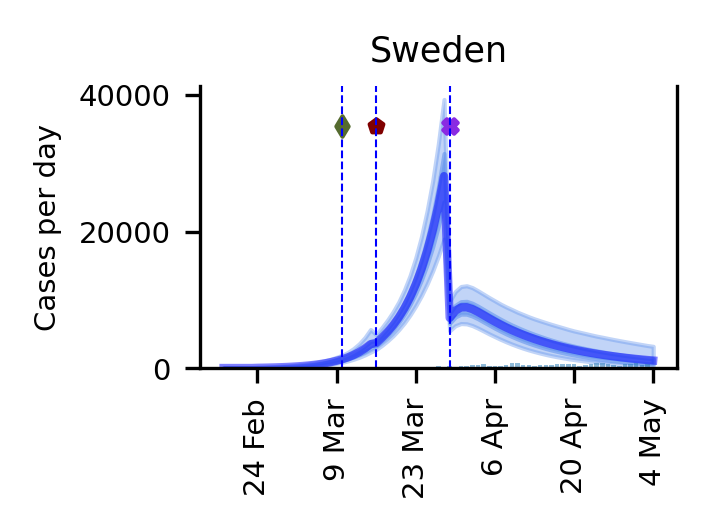 Sweden
Cases per day
40000
20000
0
24 Feb
9 Mar
23 Mar
6 Apr
20 Apr
4 May